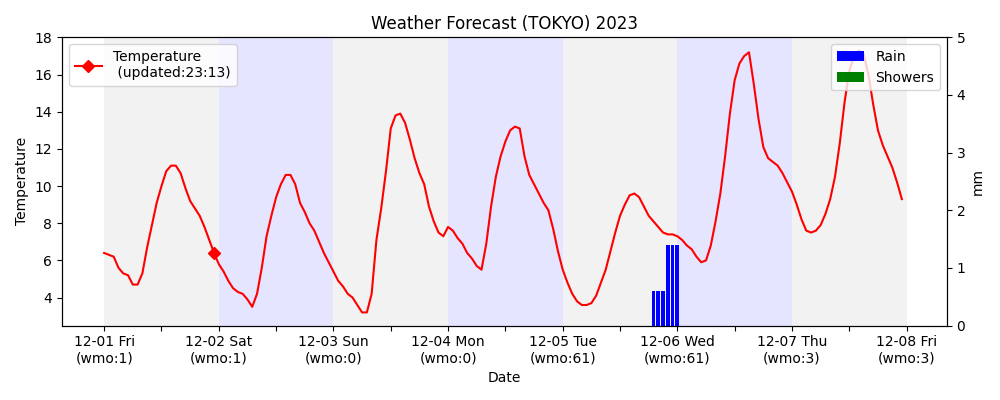 Weather Forecast (TOKYO) 2023
Temperature
(updated:23:13)
Rain
Showers
18
16
14
12
10
8
6
4
Temperature
5
4
3
2
1
0
mm
12-01 Fri 12-02 Sat 12-03 Sun 12-04 Mon 12-05 Tue 12-06 Wed 12-07 Thu 12-08 Fri
(wmo:1) (wmo:1) (wmo:0) (wmo:0) (wmo:61) (wmo:61) (wmo:3) (wmo:3)
Date